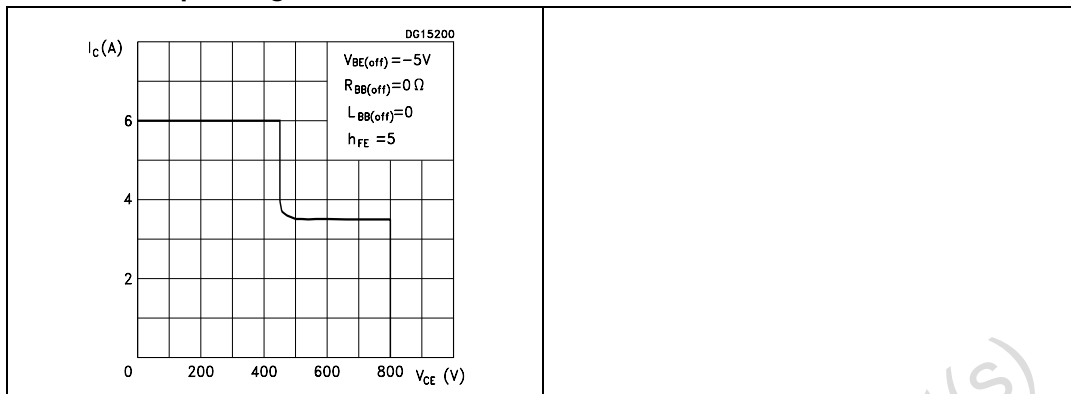 DG15200
I_C(A)
V_BE(off) = -5V
R_BB(off) = 0 Ω
L_BB(off) = 0
h_FE = 5
6
4
2
0 200 400 600 800 V_CE (V)
(s)